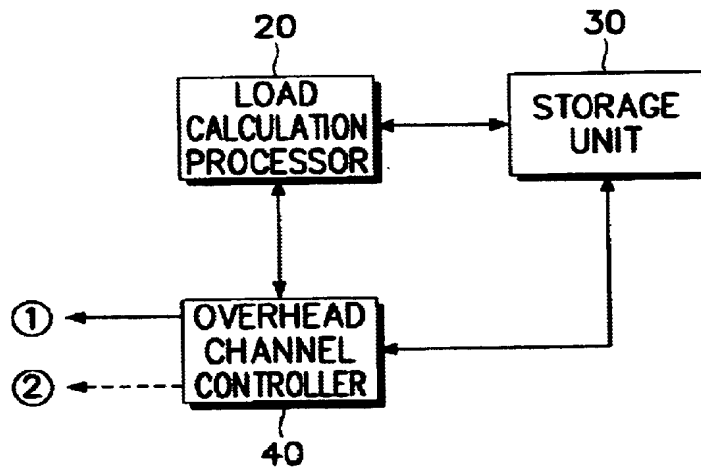 20
30
LOAD
CALCULATION
PROCESSOR
STORAGE
UNIT
①
②
OVERHEAD
CHANNEL
CONTROLLER
40